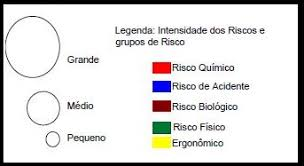 Legenda: Intensidade dos Riscos e
grupos de Risco
Grande
Médio
Pequeno
Risco Químico
Risco de Acidente
Risco Biológico
Risco Físico
Ergonômico